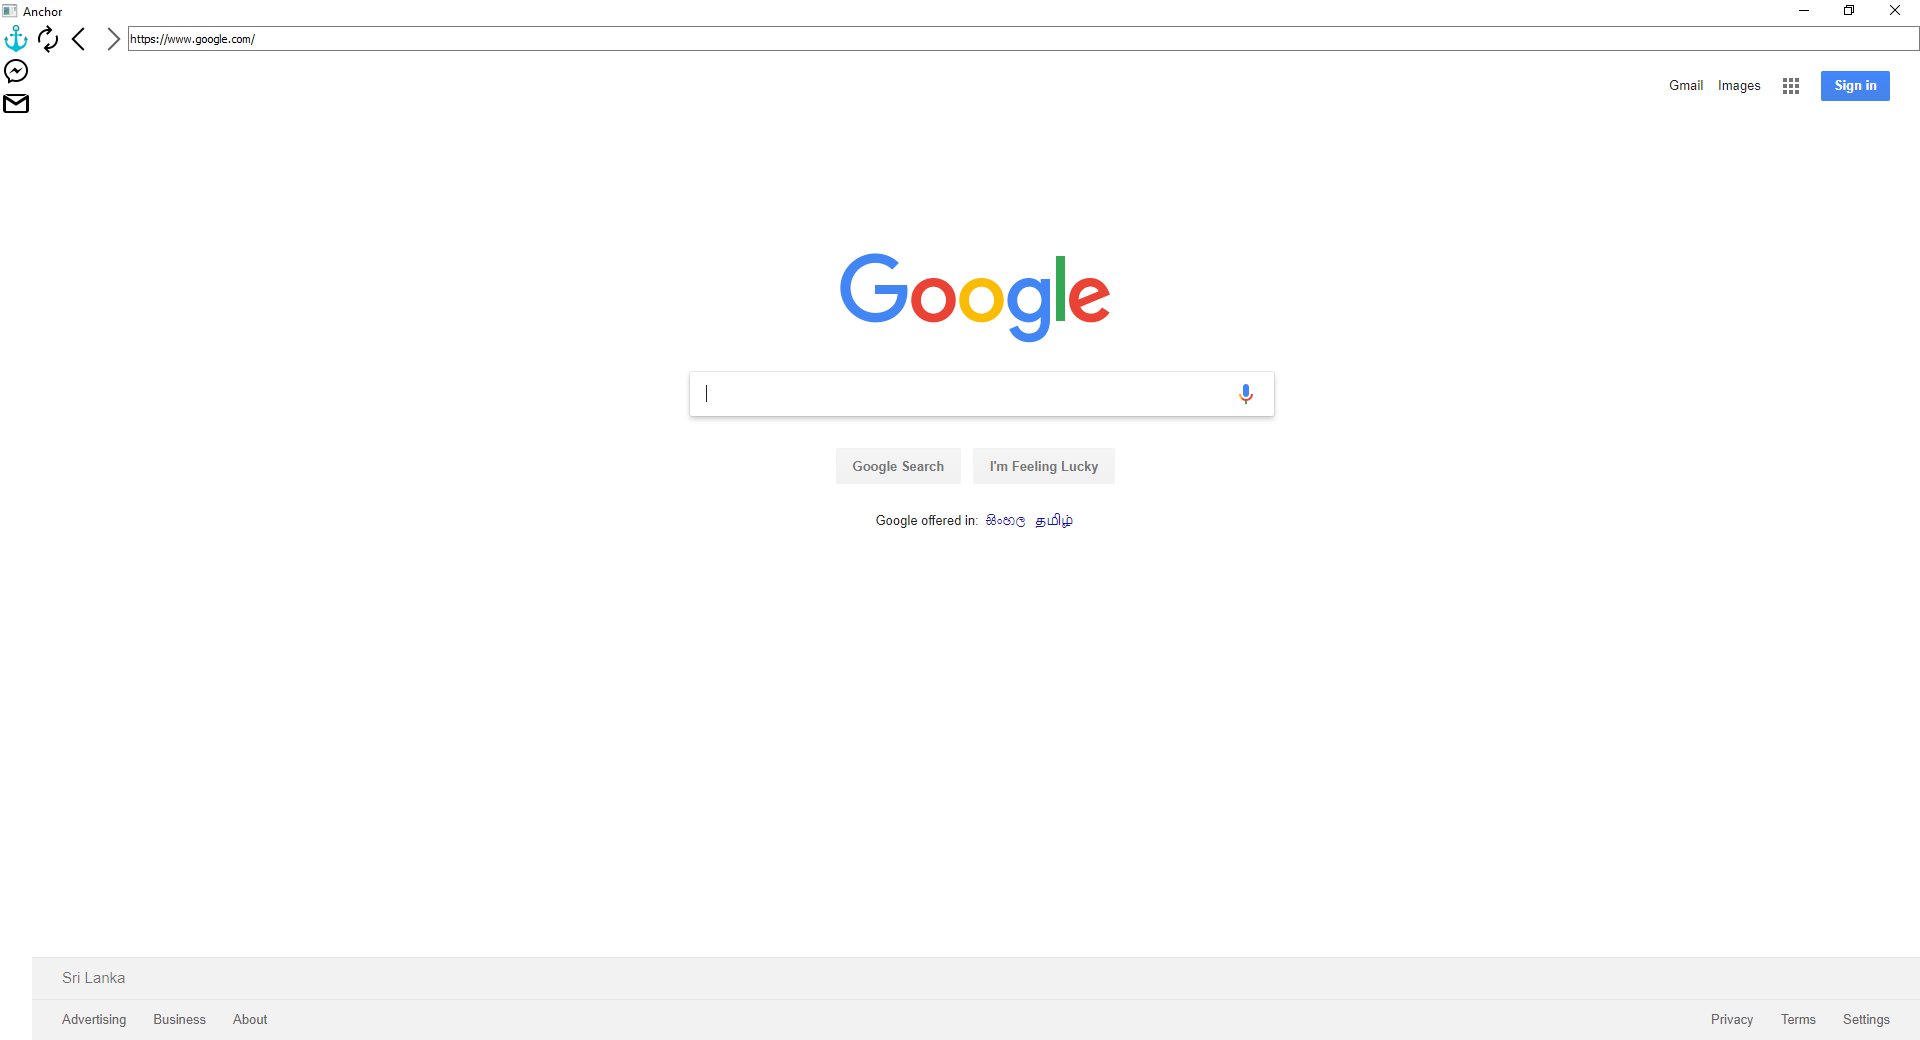 Anchor
https://www.google.com/
Gmail Images Sign in
Google
Google Search I'm Feeling Lucky
Google offered in: සිංහල தமிழ்
Sri Lanka
Advertising Business About Privacy Terms Settings